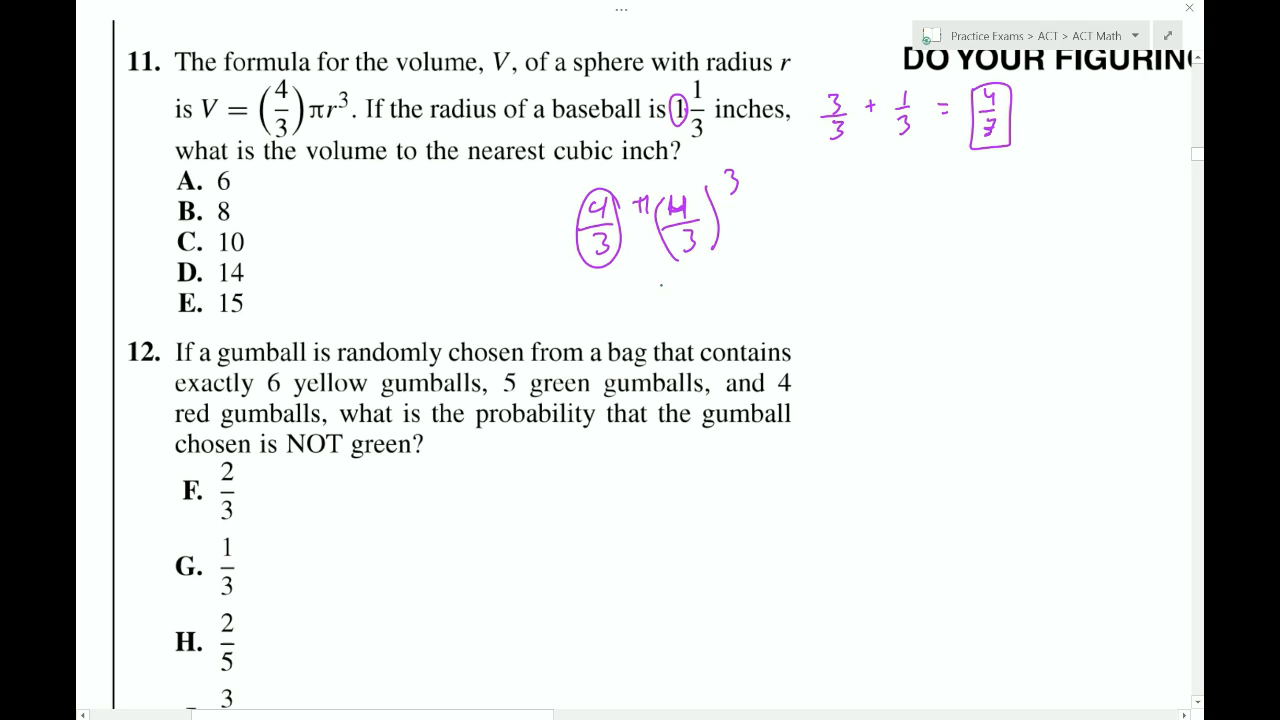 ...
Practice Exams > ACT > ACT Math
DO YOUR FIGURING
11. The formula for the volume, V, of a sphere with radius r
is V = (4/3)πr³. If the radius of a baseball is 1 1/3 inches,
what is the volume to the nearest cubic inch?
3/3 + 1/3 = 4/3
A. 6
B. 8
C. 10
D. 14
E. 15
4/3 π (4/3)³
12. If a gumball is randomly chosen from a bag that contains
exactly 6 yellow gumballs, 5 green gumballs, and 4
red gumballs, what is the probability that the gumball
chosen is NOT green?
F. 2/3
G. 1/3
H. 2/5
3